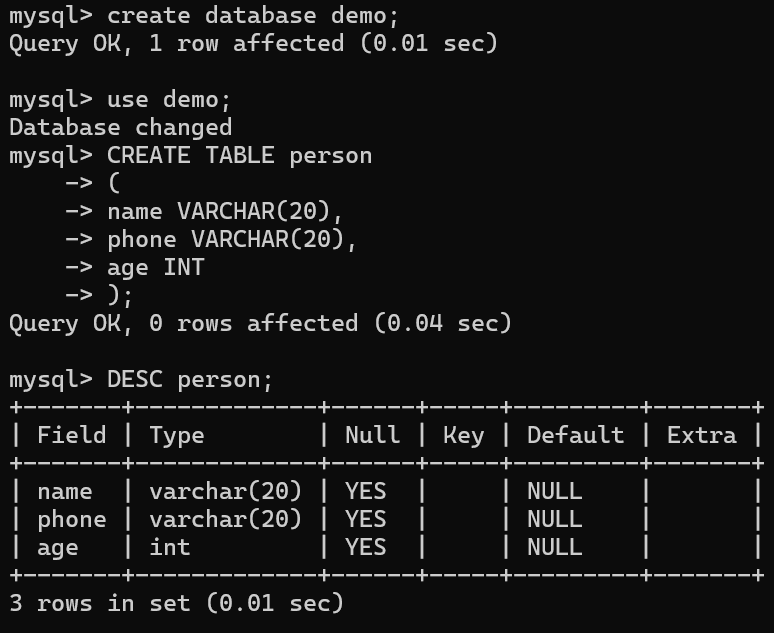 mysql> create database demo;
Query OK, 1 row affected (0.01 sec)

mysql> use demo;
Database changed
mysql> CREATE TABLE person
    -> (
    -> name VARCHAR(20),
    -> phone VARCHAR(20),
    -> age INT
    -> );
Query OK, 0 rows affected (0.04 sec)

mysql> DESC person;
+-------+-------------+------+-----+---------+-------+
| Field | Type        | Null | Key | Default | Extra |
+-------+-------------+------+-----+---------+-------+
| name  | varchar(20) | YES  |     | NULL    |       |
| phone | varchar(20) | YES  |     | NULL    |       |
| age   | int         | YES  |     | NULL    |       |
+-------+-------------+------+-----+---------+-------+
3 rows in set (0.01 sec)